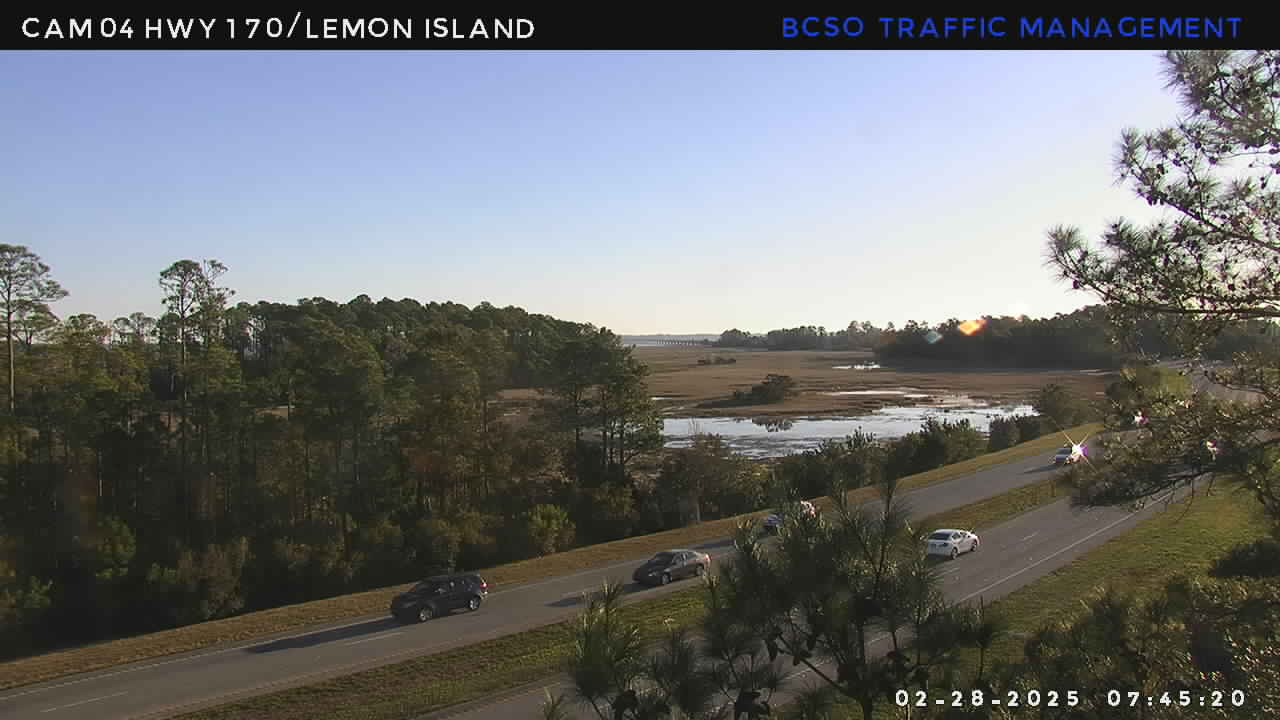 CAM04 HWY 170/LEMON ISLAND
BCSO TRAFFIC MANAGEMENT
02-28-2025 07:45:20